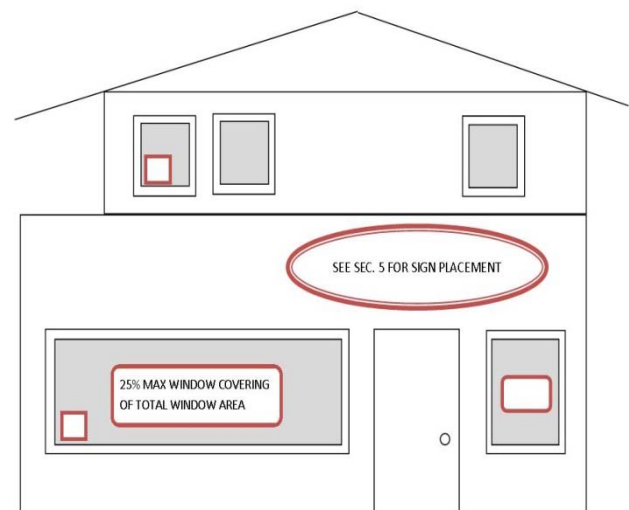 SEE SEC. 5 FOR SIGN PLACEMENT
25% MAX WINDOW COVERING
OF TOTAL WINDOW AREA